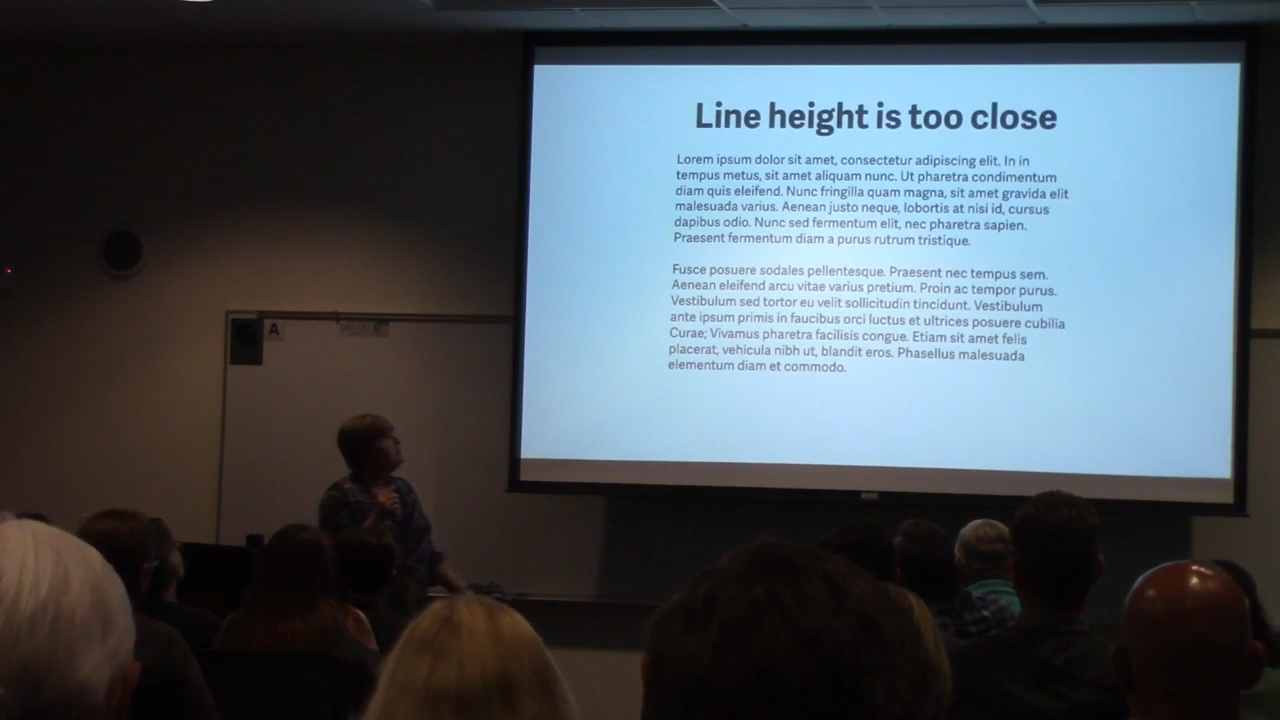 Line height is too close
Lorem ipsum dolor sit amet, consectetur adipiscing elit. In in
tempus metus, sit amet aliquam nunc. Ut pharetra condimentum
diam quis eleifend. Nunc fringilla quam magna, sit amet gravida elit
malesuada varius. Aenean justo neque, lobortis at nisi id, cursus
dapibus odio. Nunc sed fermentum elit, nec pharetra sapien.
Praesent fermentum diam a purus rutrum tristique.
Fusce posuere sodales pellentesque. Praesent nec tempus sem.
Aenean eleifend arcu vitae varius pretium. Proin ac tempor purus.
Vestibulum sed tortor eu velit sollicitudin tincidunt. Vestibulum
ante ipsum primis in faucibus orci luctus et ultrices posuere cubilia
Curae; Vivamus pharetra facilisis congue. Etiam sit amet felis
placerat, vehicula nibh ut, blandit eros. Phasellus malesuada
elementum diam et commodo.
A